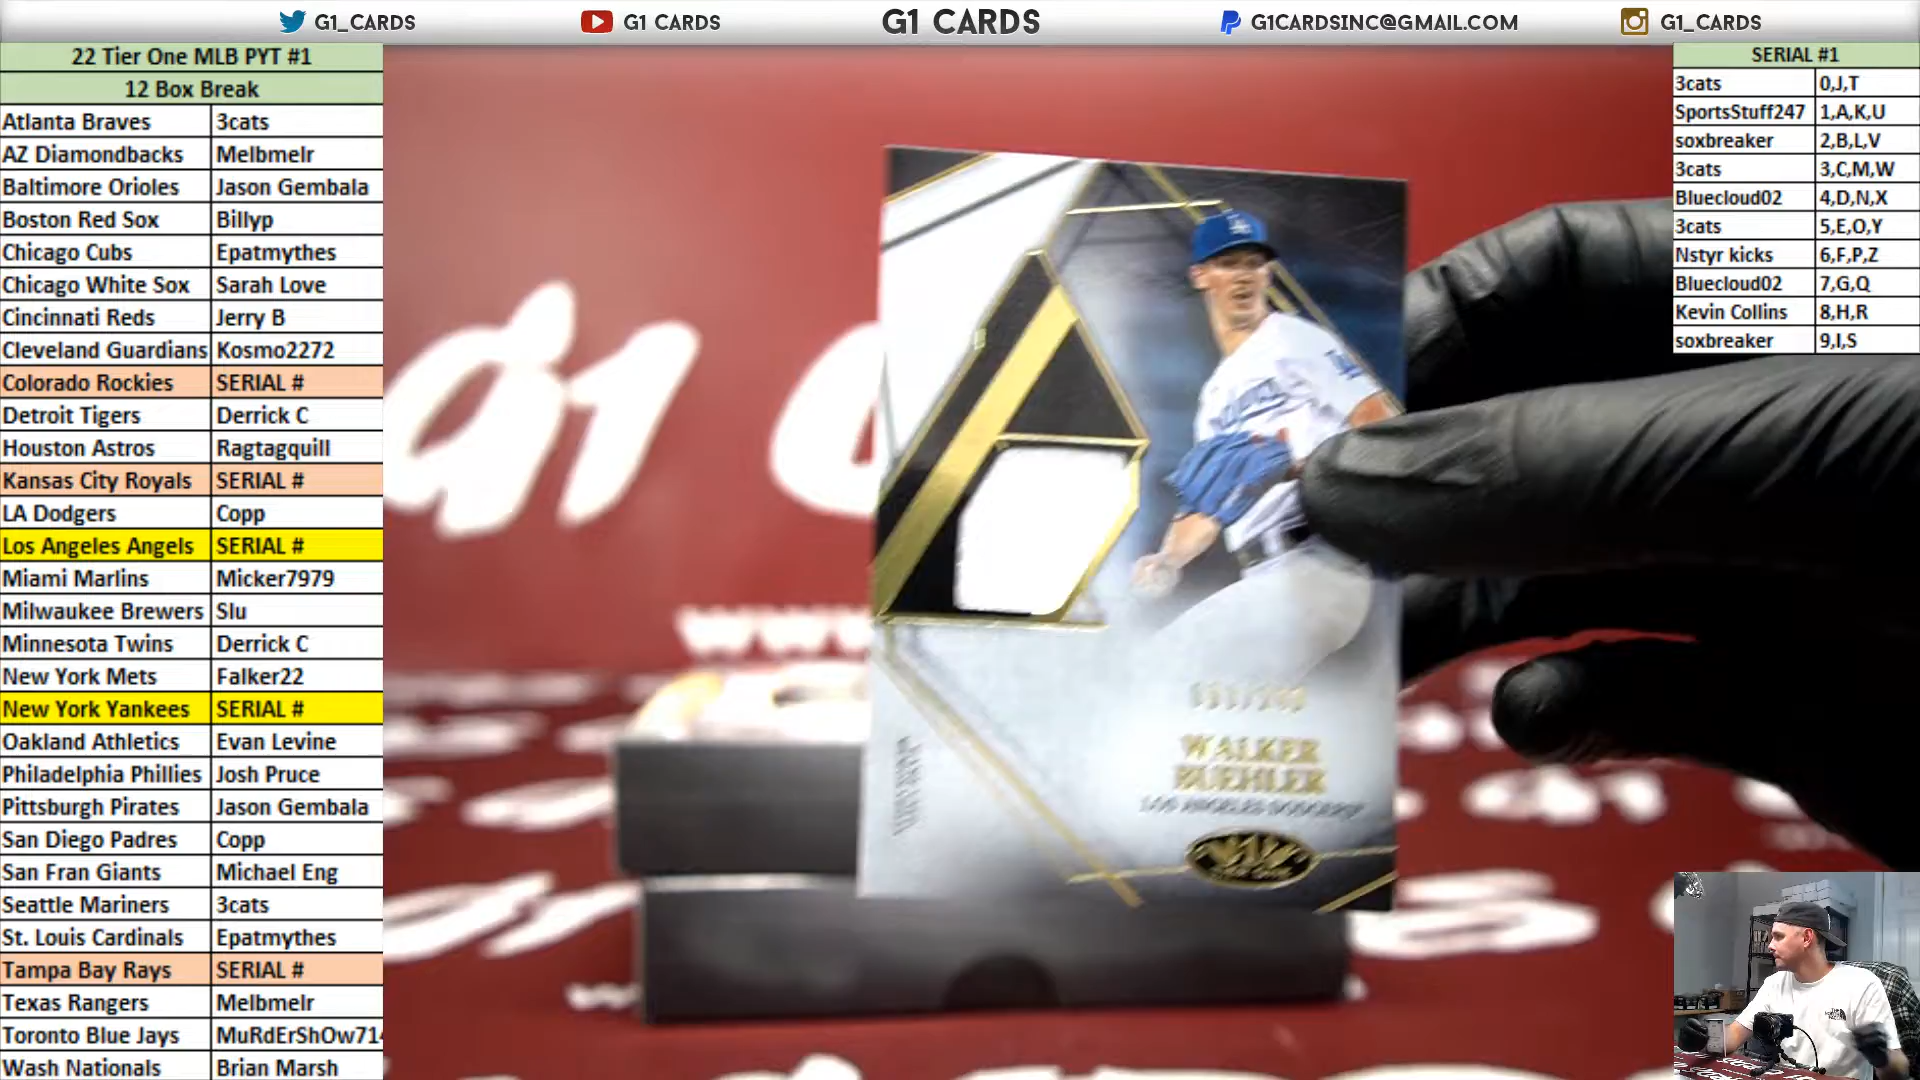 G1_CARDS
G1 CARDS
G1 CARDS
G1CARDSINC@GMAIL.COM
G1_CARDS
22 Tier One MLB PYT #1
12 Box Break
Atlanta Braves 3cats
AZ Diamondbacks Melbmelr
Baltimore Orioles Jason Gembala
Boston Red Sox Billyp
Chicago Cubs Epatmythes
Chicago White Sox Sarah Love
Cincinnati Reds Jerry B
Cleveland Guardians Kosmo2272
Colorado Rockies SERIAL #
Detroit Tigers Derrick C
Houston Astros Ragtagquill
Kansas City Royals SERIAL #
LA Dodgers Copp
Los Angeles Angels SERIAL #
Miami Marlins Micker7979
Milwaukee Brewers Slu
Minnesota Twins Derrick C
New York Mets Falker22
New York Yankees SERIAL #
Oakland Athletics Evan Levine
Philadelphia Phillies Josh Pruce
Pittsburgh Pirates Jason Gembala
San Diego Padres Copp
San Fran Giants Michael Eng
Seattle Mariners 3cats
St. Louis Cardinals Epatmythes
Tampa Bay Rays SERIAL #
Texas Rangers Melbmelr
Toronto Blue Jays MuRdErShOw714
Wash Nationals Brian Marsh
SERIAL #1
3cats 0,J,T
SportsStuff247 1,A,K,U
soxbreaker 2,B,L,V
3cats 3,C,M,W
Bluecloud02 4,D,N,X
3cats 5,E,O,Y
Nstyr kicks 6,F,P,Z
Bluecloud02 7,G,Q
Kevin Collins 8,H,R
soxbreaker 9,I,S
WALKER
BUEHLER
LOS ANGELES DODGERS